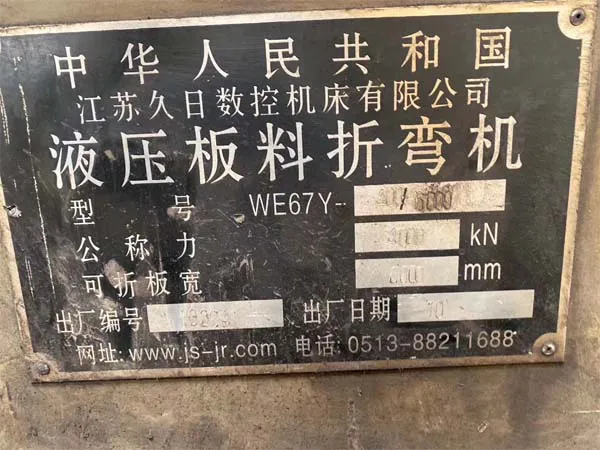 中华人民共和国
江苏久日数控机床有限公司
液压板料折弯机
型号 WE67Y-
公称力 kN
可折板宽 mm
出厂编号 出厂日期
网址:www.js-jr.com 电话:0513-88211688